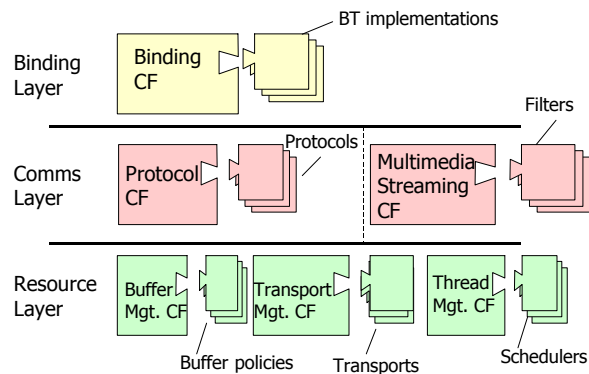 BT implementations
Binding
Layer
Binding
CF
Filters
Protocols
Comms
Layer
Protocol
CF
Multimedia
Streaming
CF
Resource
Layer
Buffer
Mgt. CF
Transport
Mgt. CF
Thread
Mgt. CF
Buffer policies
Transports
Schedulers